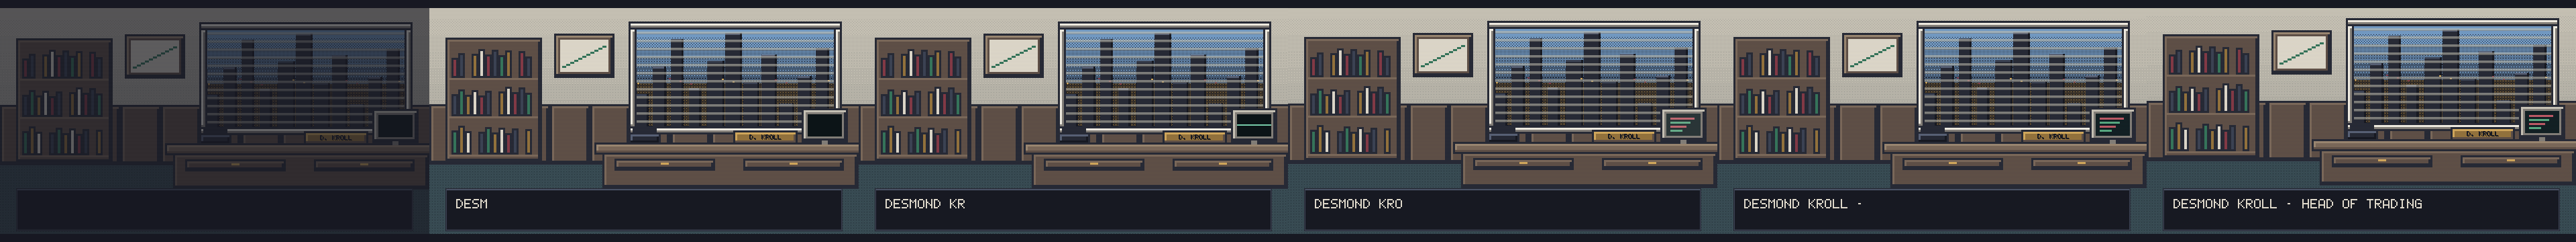 D. KROLL
D. KROLL
DESM
D. KROLL
DESMOND KR
D. KROLL
DESMOND KRO
D. KROLL
DESMOND KROLL -
D. KROLL
DESMOND KROLL - HEAD OF TRADING